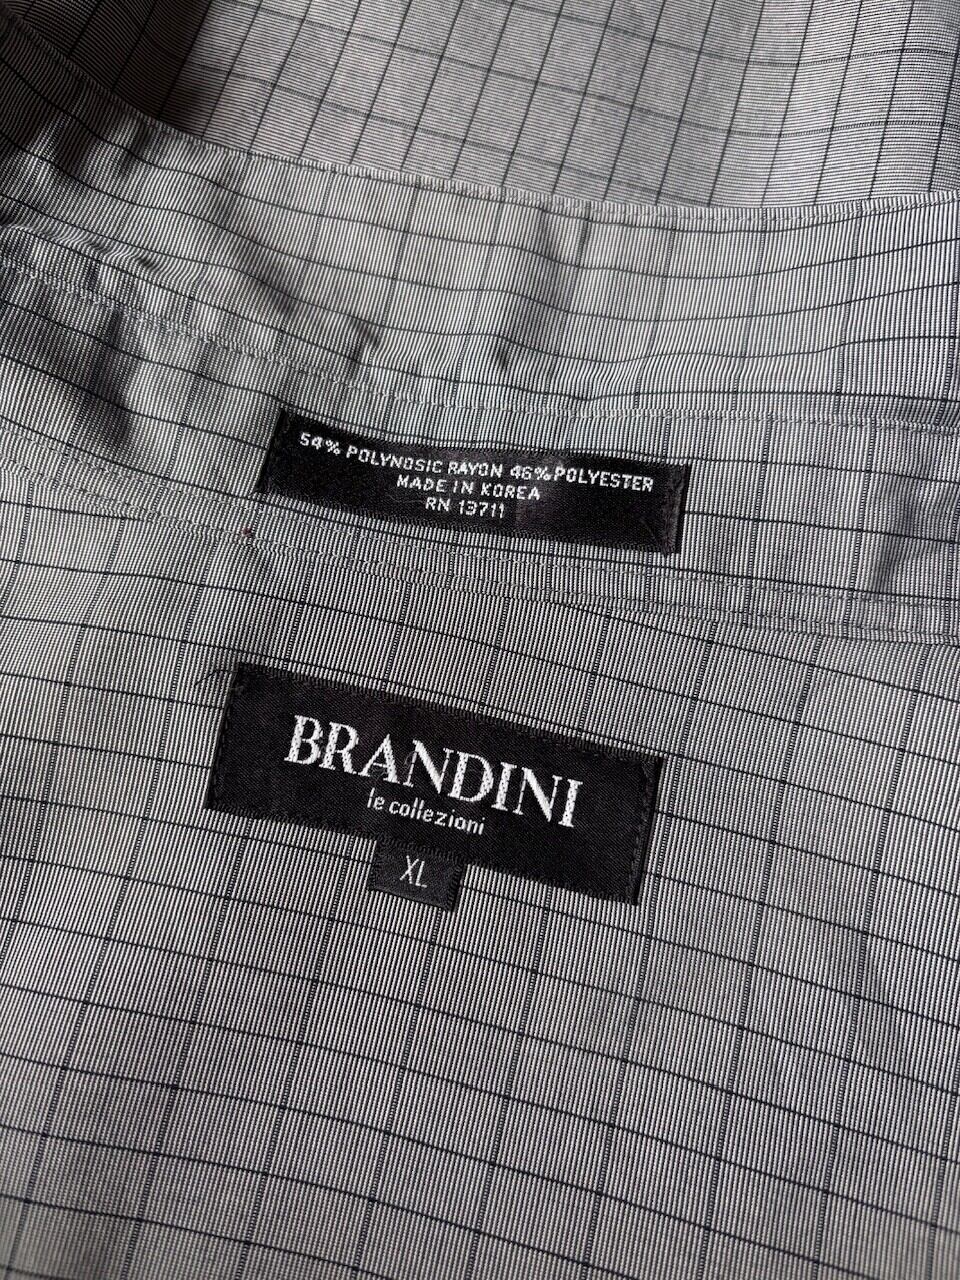 54% POLYNOSIC RAYON 46% POLYESTER
MADE IN KOREA
RN 13711
BRANDINI
le collezioni
XL